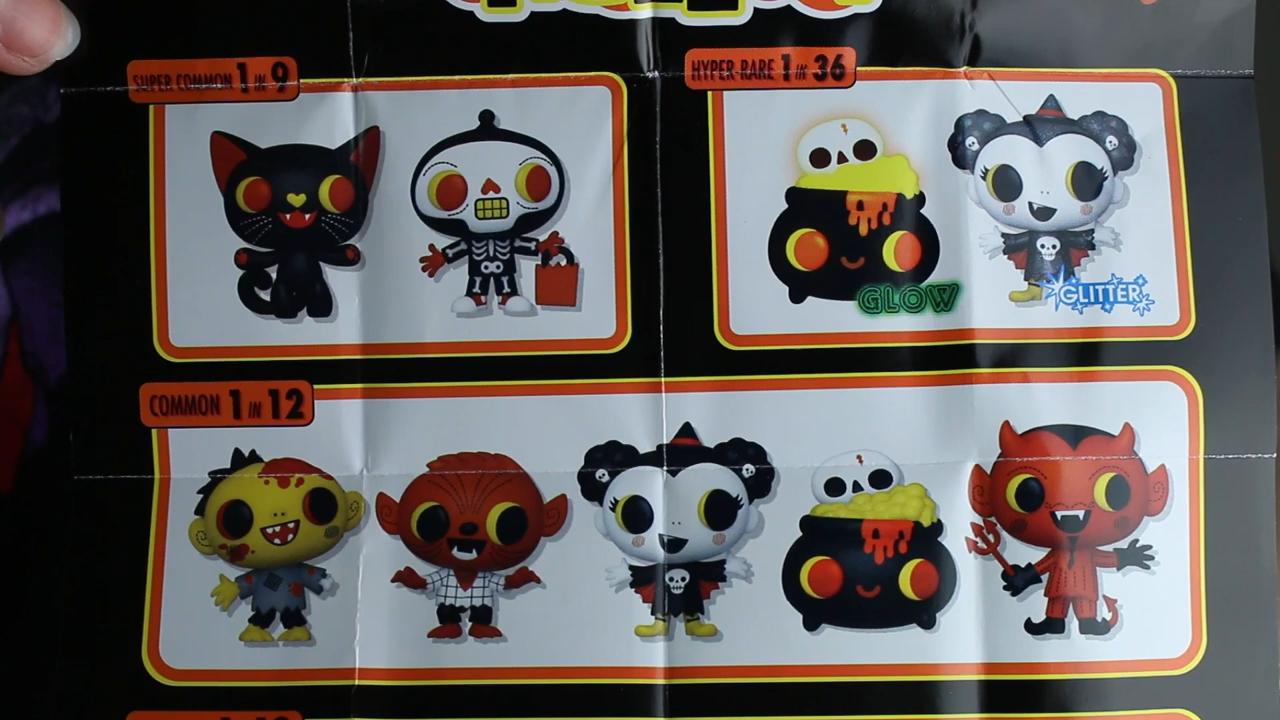 SUPER COMMON 1 IN 9
HYPER-RARE 1 IN 36
GLOW
GLITTER
COMMON 1 IN 12